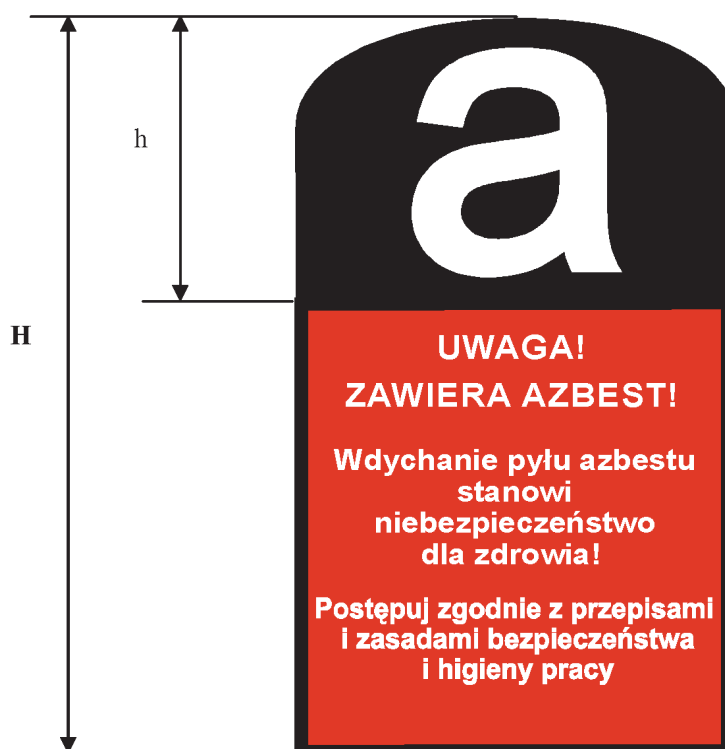 a
h
H
UWAGA!
ZAWIERA AZBEST!
Wdychanie pyłu azbestu
stanowi
niebezpieczeństwo
dla zdrowia!
Postępuj zgodnie z przepisami
i zasadami bezpieczeństwa
i higieny pracy